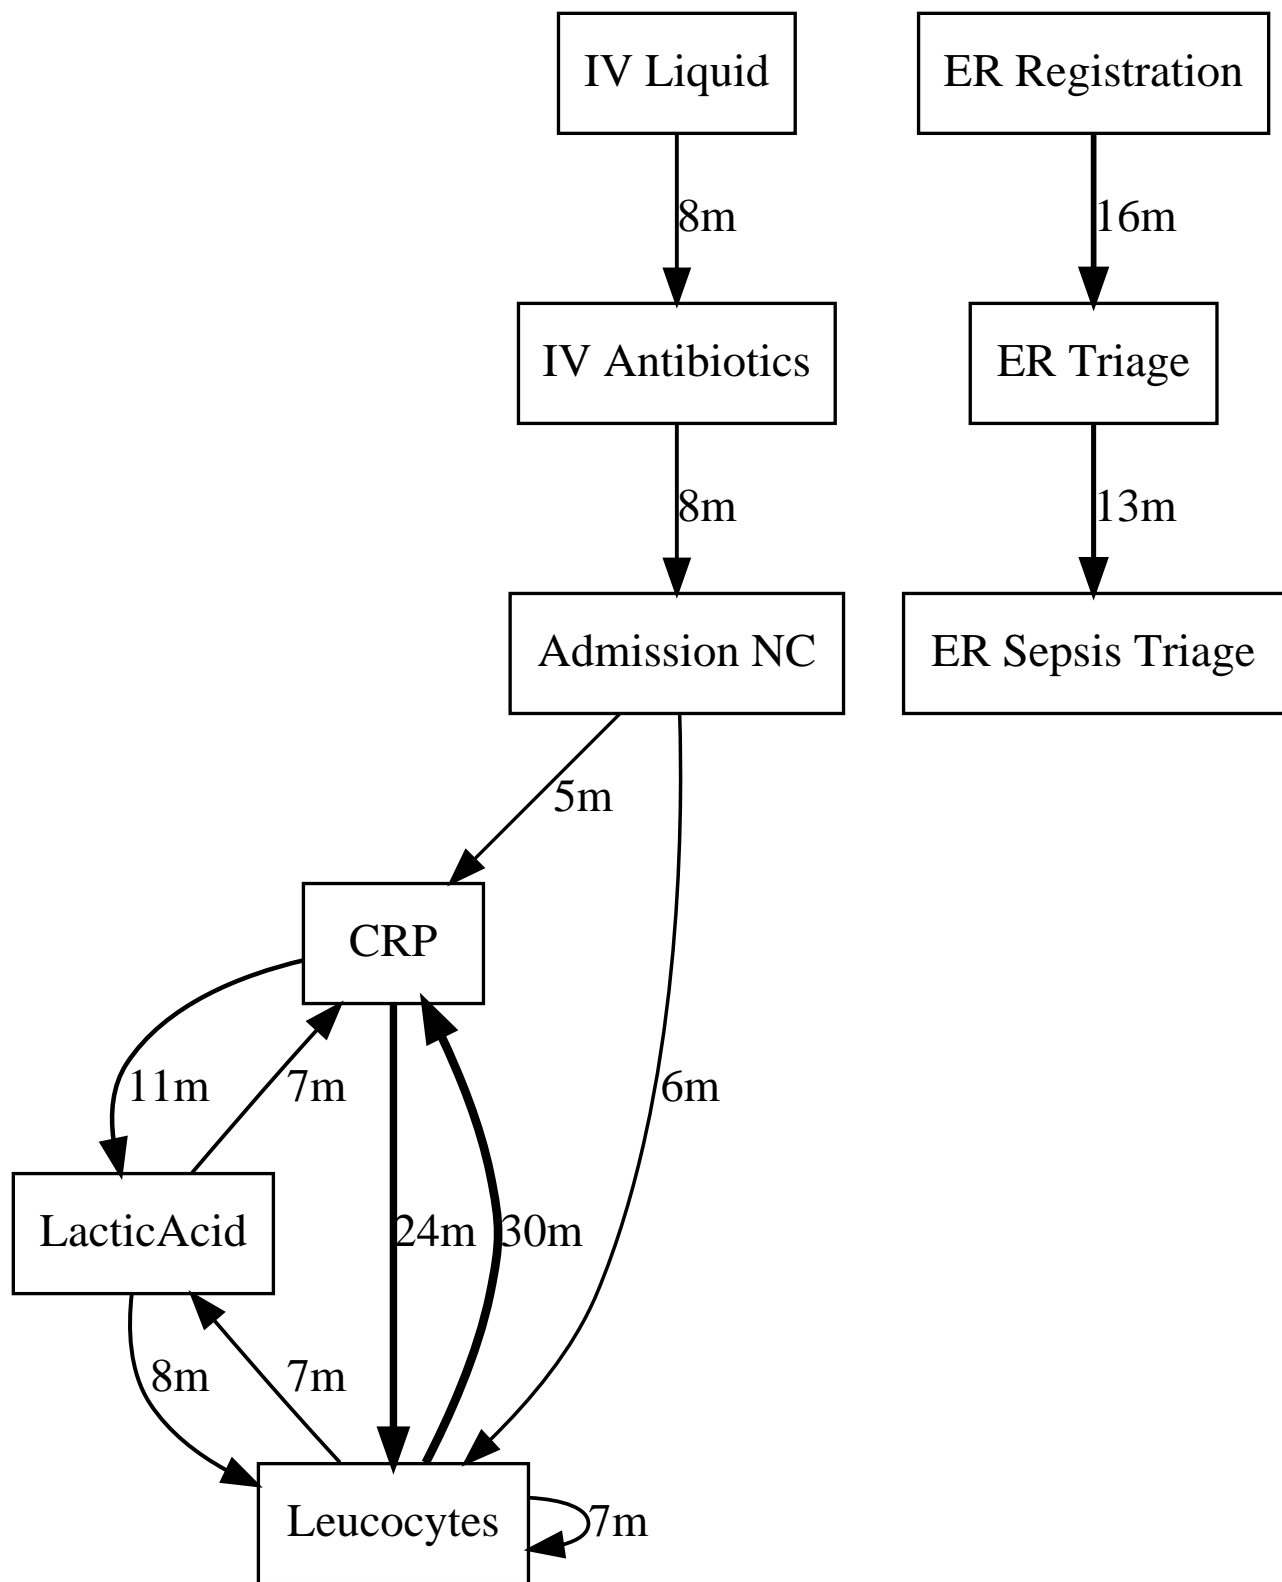 IV Liquid
ER Registration
8m
16m
IV Antibiotics
ER Triage
8m
13m
Admission NC
ER Sepsis Triage
5m
CRP
11m
7m
6m
LacticAcid
24m
30m
8m
7m
Leucocytes
7m